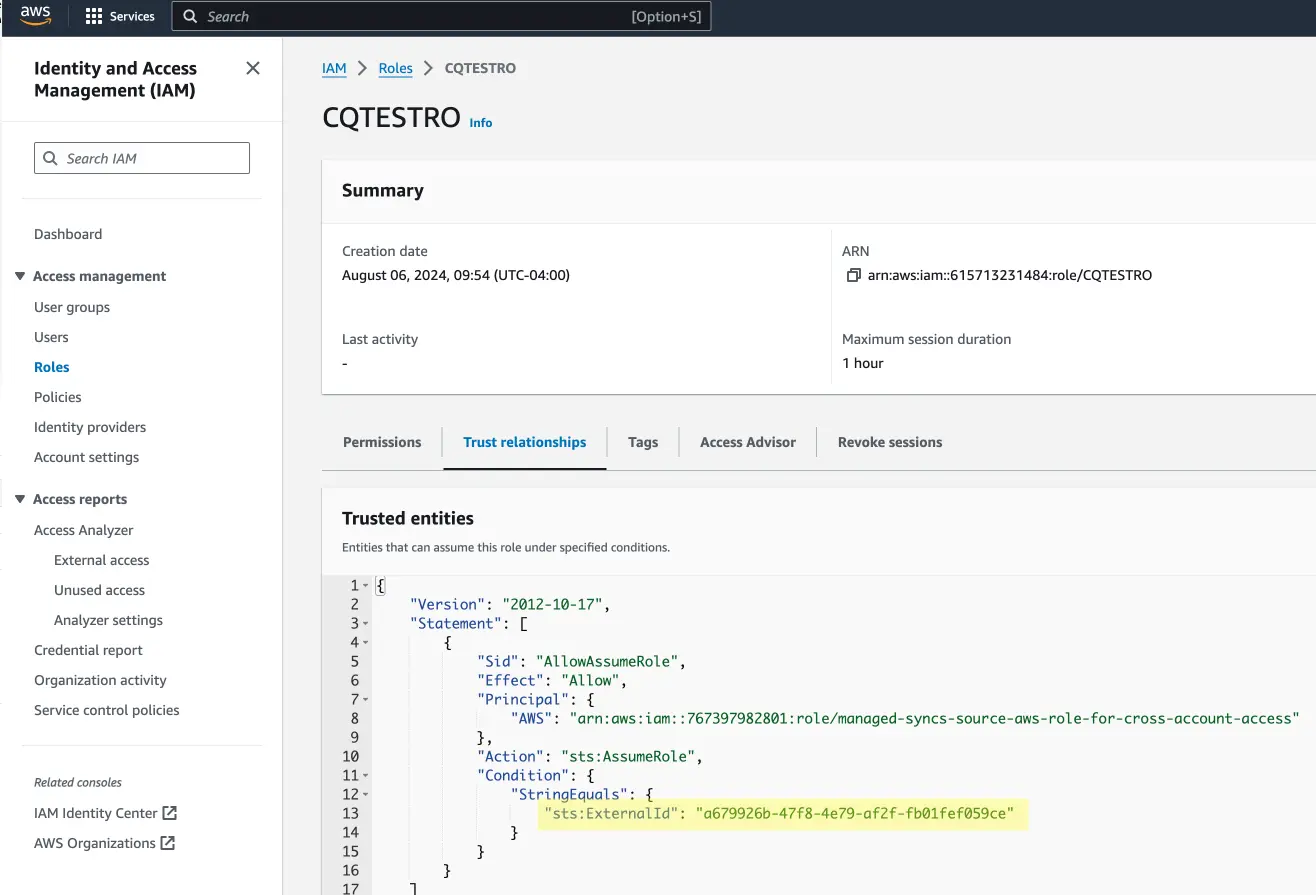 aws
Services
Search [Option+S]
Identity and Access
Management (IAM)
Search IAM
Dashboard
Access management
User groups
Users
Roles
Policies
Identity providers
Account settings
Access reports
Access Analyzer
External access
Unused access
Analyzer settings
Credential report
Organization activity
Service control policies
Related consoles
IAM Identity Center
AWS Organizations
IAM > Roles > CQTESTRO
CQTESTRO Info
Summary
Creation date
August 06, 2024, 09:54 (UTC-04:00)
ARN
arn:aws:iam::615713231484:role/CQTESTRO
Last activity
-
Maximum session duration
1 hour
Permissions
Trust relationships
Tags
Access Advisor
Revoke sessions
Trusted entities
Entities that can assume this role under specified conditions.
1 {
2 "Version": "2012-10-17",
3 "Statement": [
4 {
5 "Sid": "AllowAssumeRole",
6 "Effect": "Allow",
7 "Principal": {
8 "AWS": "arn:aws:iam::767397982801:role/managed-syncs-source-aws-role-for-cross-account-access"
9 },
10 "Action": "sts:AssumeRole",
11 "Condition": {
12 "StringEquals": {
13 "sts:ExternalId": "a679926b-47f8-4e79-af2f-fb01fef059ce"
14 }
15 }
16 }
17 ]